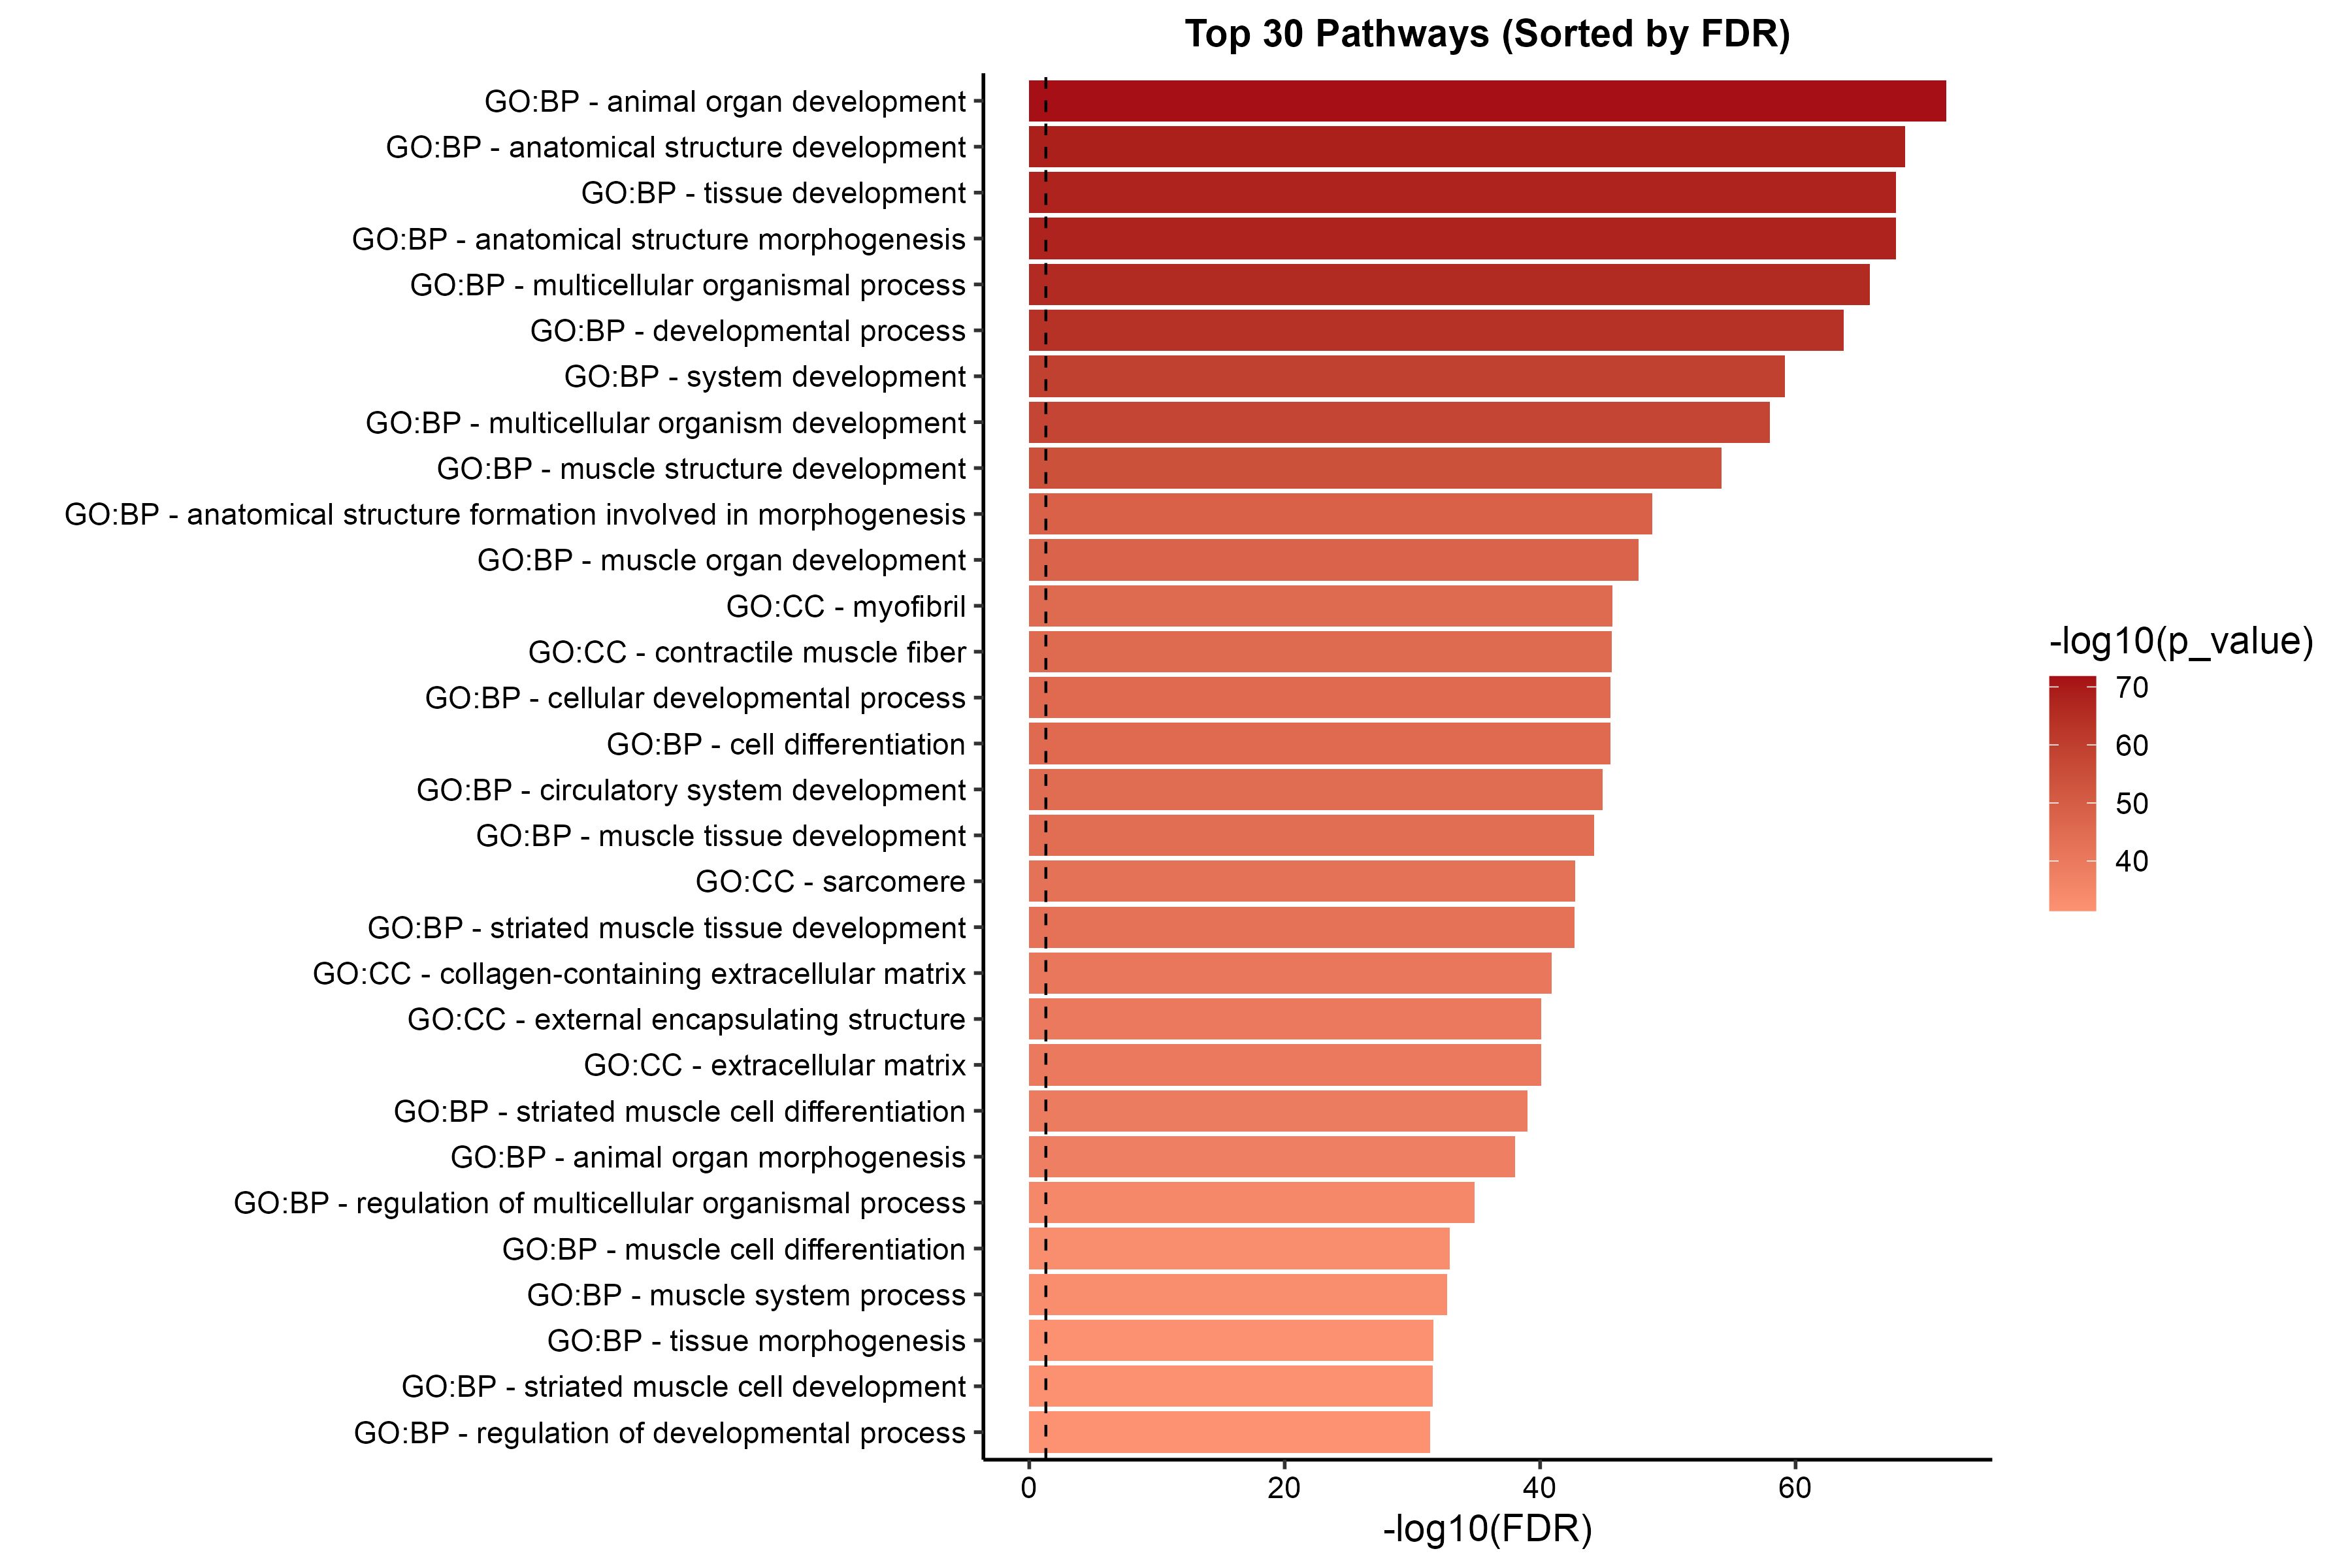 Top 30 Pathways (Sorted by FDR)
GO:BP - animal organ development
GO:BP - anatomical structure development
GO:BP - tissue development
GO:BP - anatomical structure morphogenesis
GO:BP - multicellular organismal process
GO:BP - developmental process
GO:BP - system development
GO:BP - multicellular organism development
GO:BP - muscle structure development
GO:BP - anatomical structure formation involved in morphogenesis
GO:BP - muscle organ development
GO:CC - myofibril
GO:CC - contractile muscle fiber
GO:BP - cellular developmental process
GO:BP - cell differentiation
GO:BP - circulatory system development
GO:BP - muscle tissue development
GO:CC - sarcomere
GO:BP - striated muscle tissue development
GO:CC - collagen-containing extracellular matrix
GO:CC - external encapsulating structure
GO:CC - extracellular matrix
GO:BP - striated muscle cell differentiation
GO:BP - animal organ morphogenesis
GO:BP - regulation of multicellular organismal process
GO:BP - muscle cell differentiation
GO:BP - muscle system process
GO:BP - tissue morphogenesis
GO:BP - striated muscle cell development
GO:BP - regulation of developmental process
0 20 40 60
-log10(FDR)
-log10(p_value)
70
60
50
40